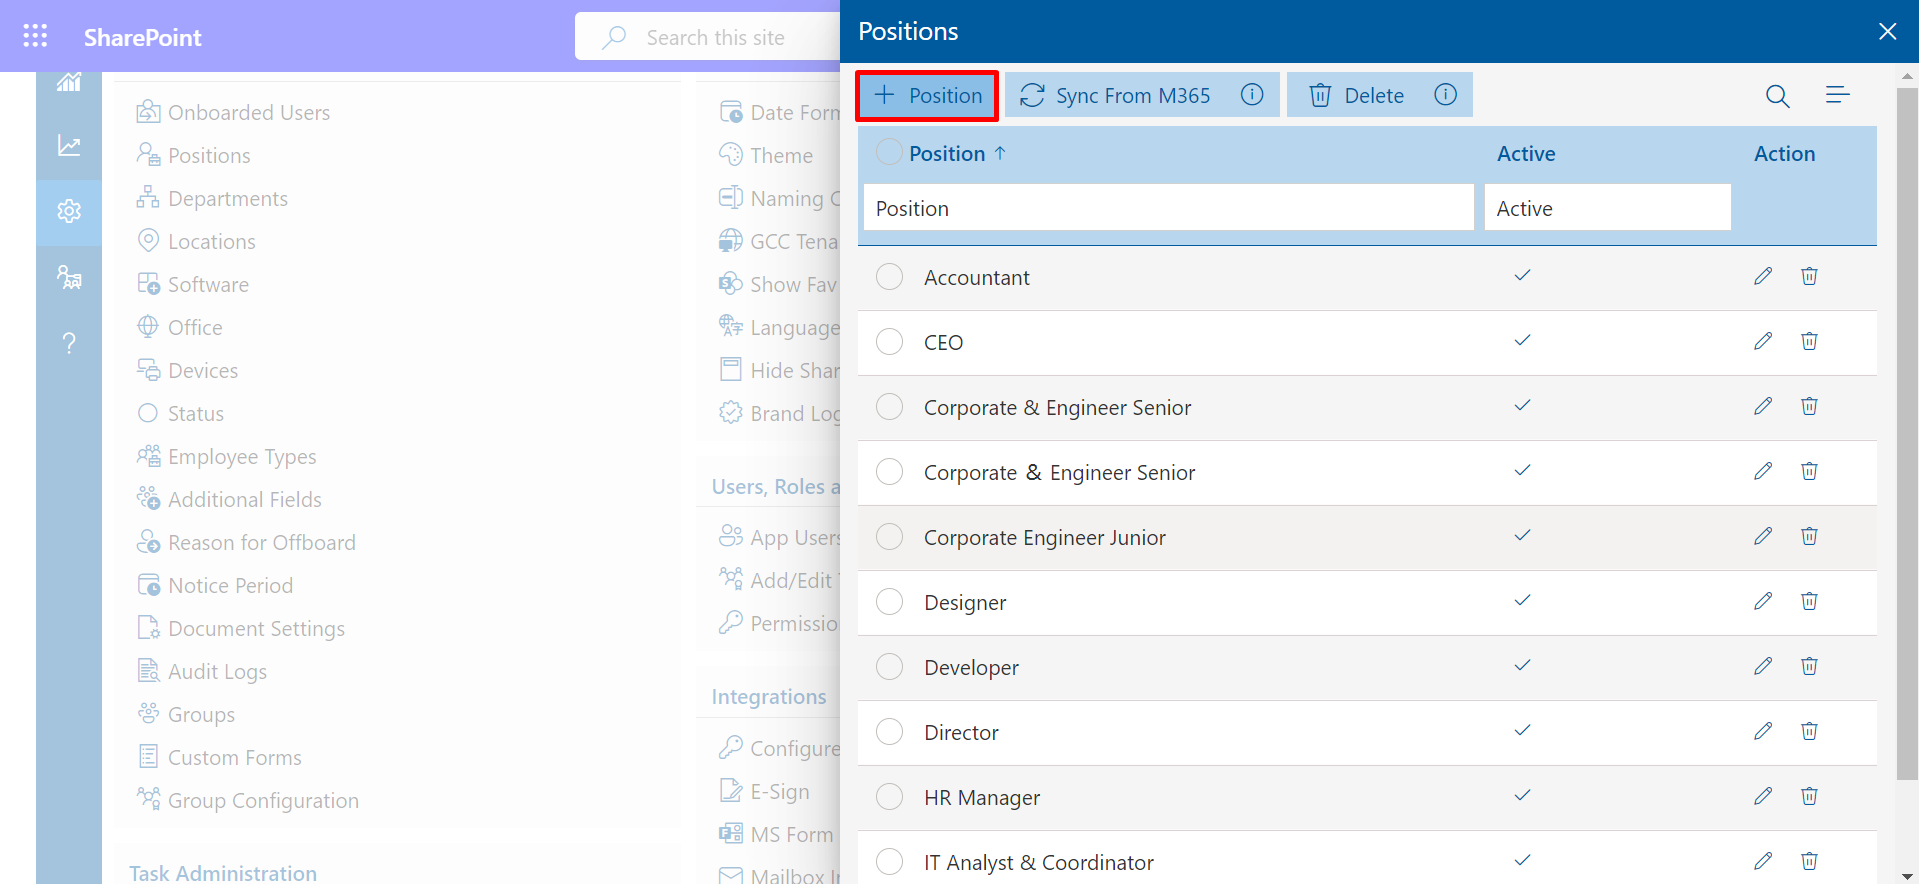 SharePoint
Search this site
Onboarded Users
Positions
Departments
Locations
Software
Office
Devices
Status
Employee Types
Additional Fields
Reason for Offboard
Notice Period
Document Settings
Audit Logs
Groups
Custom Forms
Group Configuration
Task Administration
Date Form
Theme
Naming C
GCC Tena
Show Fav
Language
Hide Shar
Brand Log
Users, Roles a
App Users
Add/Edit
Permissio
Integrations
Configure
E-Sign
MS Form
Mailbox In
Positions
Position Sync From M365 Delete
Position ↑ Active Action
Position Active
Accountant
CEO
Corporate & Engineer Senior
Corporate & Engineer Senior
Corporate Engineer Junior
Designer
Developer
Director
HR Manager
IT Analyst & Coordinator